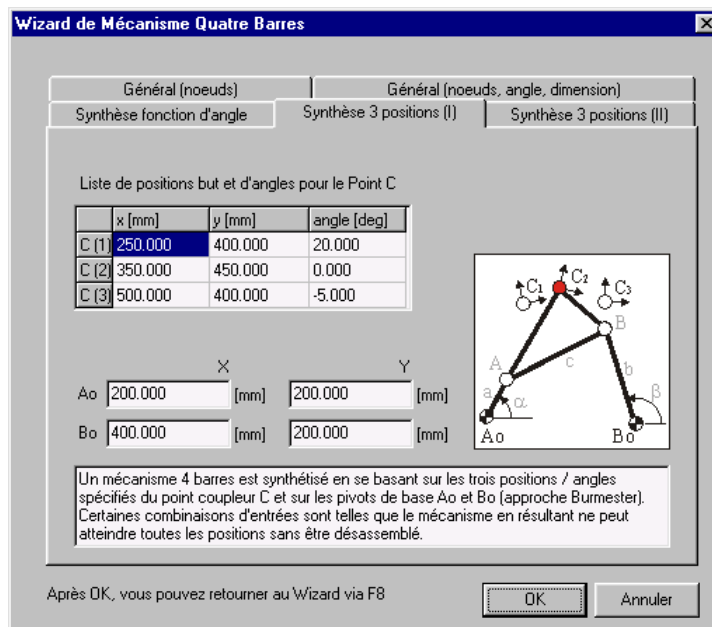 Wizard de Mécanisme Quatre Barres
Général (noeuds)
Général (noeuds, angle, dimension)
Synthèse fonction d'angle
Synthèse 3 positions (I)
Synthèse 3 positions (II)
Liste de positions but et d'angles pour le Point C
x [mm] y [mm] angle [deg]
C (1) 250.000 400.000 20.000
C (2) 350.000 450.000 0.000
C (3) 500.000 400.000 -5.000
X Y
Ao 200.000 [mm] 200.000 [mm]
Bo 400.000 [mm] 200.000 [mm]
C1 C2 C3
B
A
c
a α b β
Ao Bo
Un mécanisme 4 barres est synthétisé en se basant sur les trois positions / angles
spécifiés du point coupleur C et sur les pivots de base Ao et Bo (approche Burmester).
Certaines combinaisons d'entrées sont telles que le mécanisme en résultant ne peut
atteindre toutes les positions sans être désassemblé.
Après OK, vous pouvez retourner au Wizard via F8
OK
Annuler